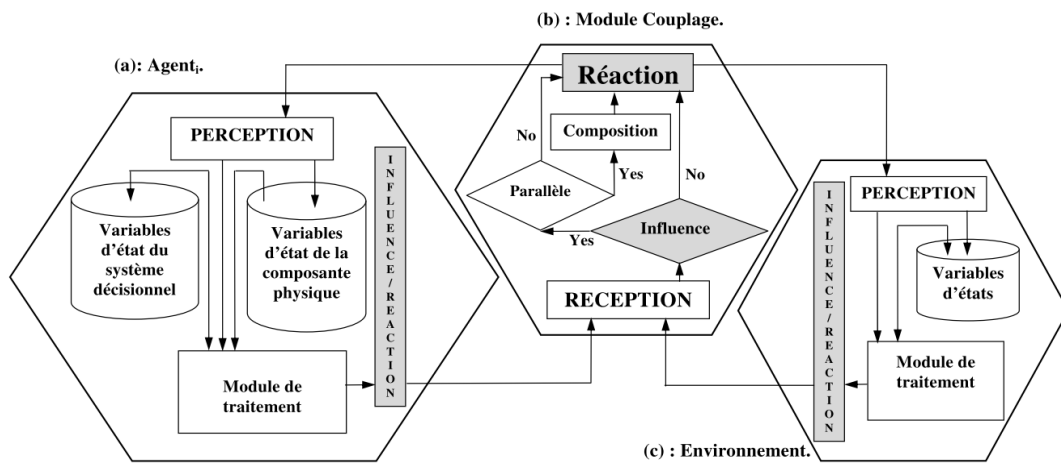 (b) : Module Couplage.
(a): Agenti.
Réaction
PERCEPTION
No
Composition
No
Parallèle
Yes
Yes
Influence
RECEPTION
Variables
d'état du
système
décisionnel
Variables
d'état de la
composante
physique
INFLUENCE/REACTION
Module de
traitement
INFLUENCE/REACTION
PERCEPTION
Variables
d'états
Module de
traitement
(c) : Environnement.